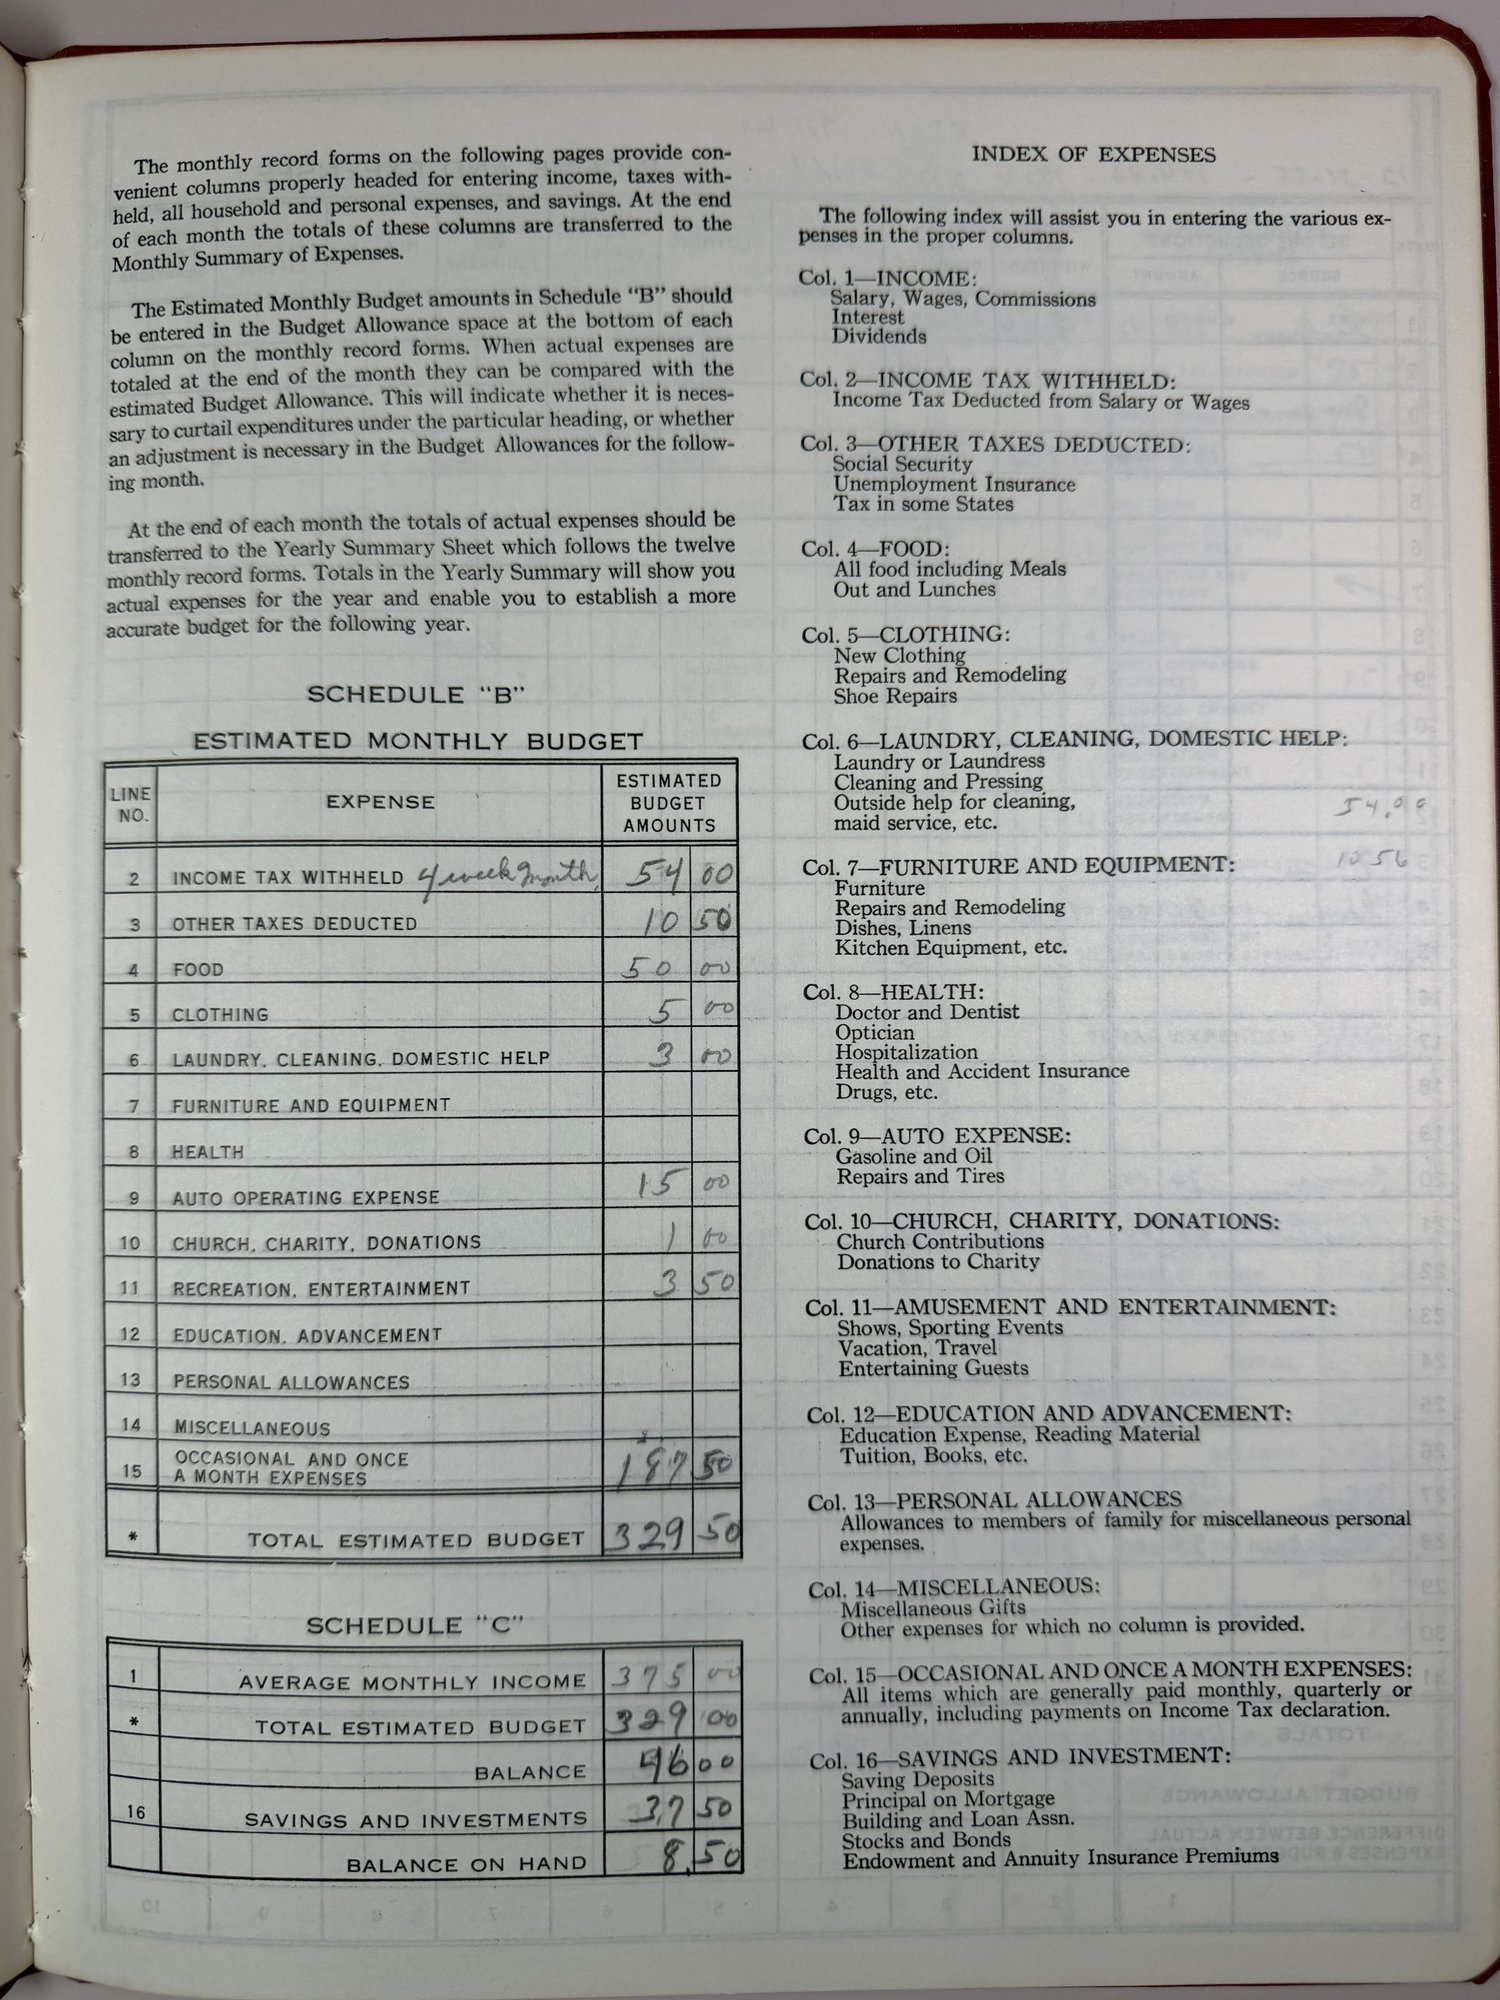 The monthly record forms on the following pages provide con-
venient columns properly headed for entering income, taxes with-
held, all household and personal expenses, and savings. At the end
of each month the totals of these columns are transferred to the
Monthly Summary of Expenses.
The Estimated Monthly Budget amounts in Schedule "B" should
be entered in the Budget Allowance space at the bottom of each
column on the monthly record forms. When actual expenses are
totaled at the end of the month they can be compared with the
estimated Budget Allowance. This will indicate whether it is neces-
sary to curtail expenditures under the particular heading, or whether
an adjustment is necessary in the Budget Allowances for the follow-
ing month.
At the end of each month the totals of actual expenses should be
transferred to the Yearly Summary Sheet which follows the twelve
monthly record forms. Totals in the Yearly Summary will show you
actual expenses for the year and enable you to establish a more
accurate budget for the following year.
SCHEDULE "B"
ESTIMATED MONTHLY BUDGET
LINE NO. EXPENSE ESTIMATED BUDGET AMOUNTS
2 INCOME TAX WITHHELD 4 week month 54 00
3 OTHER TAXES DEDUCTED 10 50
4 FOOD 50 00
5 CLOTHING 5 00
6 LAUNDRY, CLEANING, DOMESTIC HELP 3 00
7 FURNITURE AND EQUIPMENT
8 HEALTH
9 AUTO OPERATING EXPENSE 15 00
10 CHURCH, CHARITY, DONATIONS 1 00
11 RECREATION, ENTERTAINMENT 3 50
12 EDUCATION, ADVANCEMENT
13 PERSONAL ALLOWANCES
14 MISCELLANEOUS
15 OCCASIONAL AND ONCE A MONTH EXPENSES 187 50
* TOTAL ESTIMATED BUDGET 329 50
SCHEDULE "C"
1 AVERAGE MONTHLY INCOME 375 00
* TOTAL ESTIMATED BUDGET 329 00
BALANCE 46 00
16 SAVINGS AND INVESTMENTS 37 50
BALANCE ON HAND 8.50
INDEX OF EXPENSES
The following index will assist you in entering the various ex-
penses in the proper columns.
Col. 1—INCOME:
Salary, Wages, Commissions
Interest
Dividends
Col. 2—INCOME TAX WITHHELD:
Income Tax Deducted from Salary or Wages
Col. 3—OTHER TAXES DEDUCTED:
Social Security
Unemployment Insurance
Tax in some States
Col. 4—FOOD:
All food including Meals
Out and Lunches
Col. 5—CLOTHING:
New Clothing
Repairs and Remodeling
Shoe Repairs
Col. 6—LAUNDRY, CLEANING, DOMESTIC HELP:
Laundry or Laundress
Cleaning and Pressing
Outside help for cleaning,
maid service, etc.
54.00
Col. 7—FURNITURE AND EQUIPMENT:
10 56
Furniture
Repairs and Remodeling
Dishes, Linens
Kitchen Equipment, etc.
Col. 8—HEALTH:
Doctor and Dentist
Optician
Hospitalization
Health and Accident Insurance
Drugs, etc.
Col. 9—AUTO EXPENSE:
Gasoline and Oil
Repairs and Tires
Col. 10—CHURCH, CHARITY, DONATIONS:
Church Contributions
Donations to Charity
Col. 11—AMUSEMENT AND ENTERTAINMENT:
Shows, Sporting Events
Vacation, Travel
Entertaining Guests
Col. 12—EDUCATION AND ADVANCEMENT:
Education Expense, Reading Material
Tuition, Books, etc.
Col. 13—PERSONAL ALLOWANCES
Allowances to members of family for miscellaneous personal
expenses.
Col. 14—MISCELLANEOUS:
Miscellaneous Gifts
Other expenses for which no column is provided.
Col. 15—OCCASIONAL AND ONCE A MONTH EXPENSES:
All items which are generally paid monthly, quarterly or
annually, including payments on Income Tax declaration.
Col. 16—SAVINGS AND INVESTMENT:
Saving Deposits
Principal on Mortgage
Building and Loan Assn.
Stocks and Bonds
Endowment and Annuity Insurance Premiums